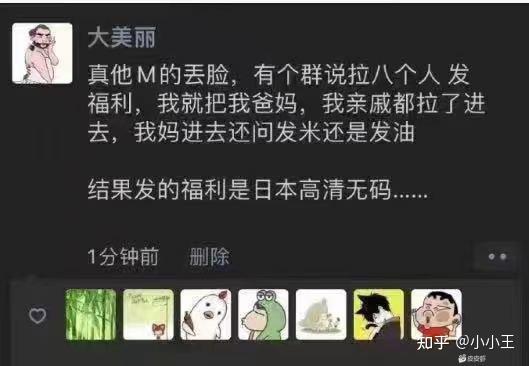 大美丽
真他M的丢脸，有个群说拉八个人 发
福利，我就把我爸妈，我亲戚都拉了进
去，我妈进去还问发米还是发油
结果发的福利是日本高清无码......
1分钟前 删除
知乎 @小小王
皮皮虾